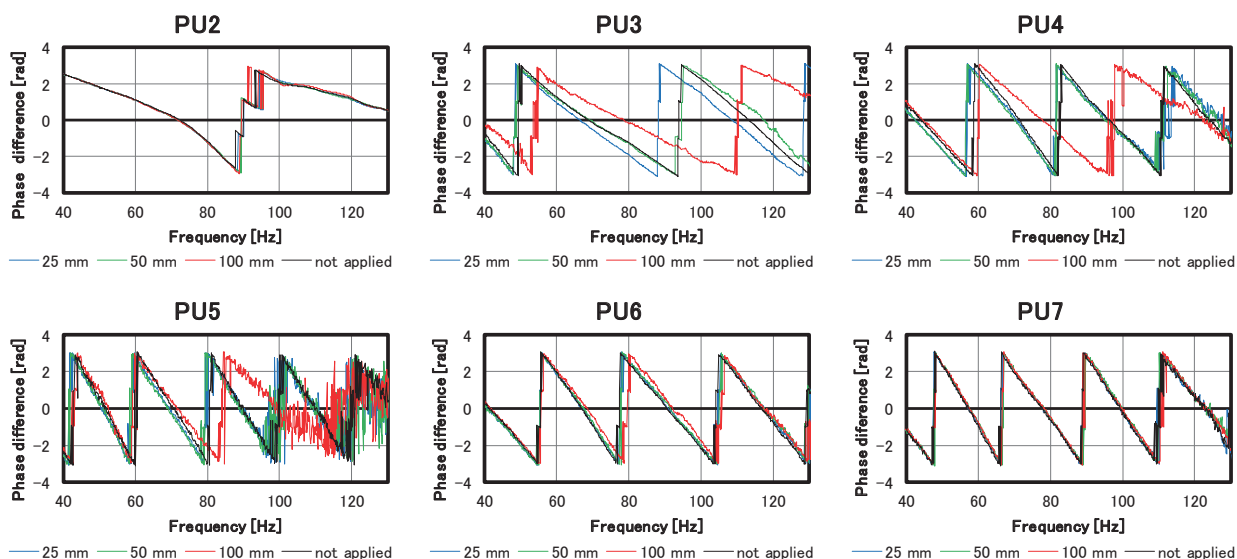 PU2
PU3
PU4
Phase difference [rad]
4
2
0
−2
−4
40
60
80
100
120
Frequency [Hz]
25 mm
50 mm
100 mm
not applied
Phase difference [rad]
4
2
0
−2
−4
40
60
80
100
120
Frequency [Hz]
25 mm
50 mm
100 mm
not applied
Phase difference [rad]
4
2
0
−2
−4
40
60
80
100
120
Frequency [Hz]
25 mm
50 mm
100 mm
not applied
PU5
PU6
PU7
Phase difference [rad]
4
2
0
−2
−4
40
60
80
100
120
Frequency [Hz]
25 mm
50 mm
100 mm
not applied
Phase difference [rad]
4
2
0
−2
−4
40
60
80
100
120
Frequency [Hz]
25 mm
50 mm
100 mm
not applied
Phase difference [rad]
4
2
0
−2
−4
40
60
80
100
120
Frequency [Hz]
25 mm
50 mm
100 mm
not applied